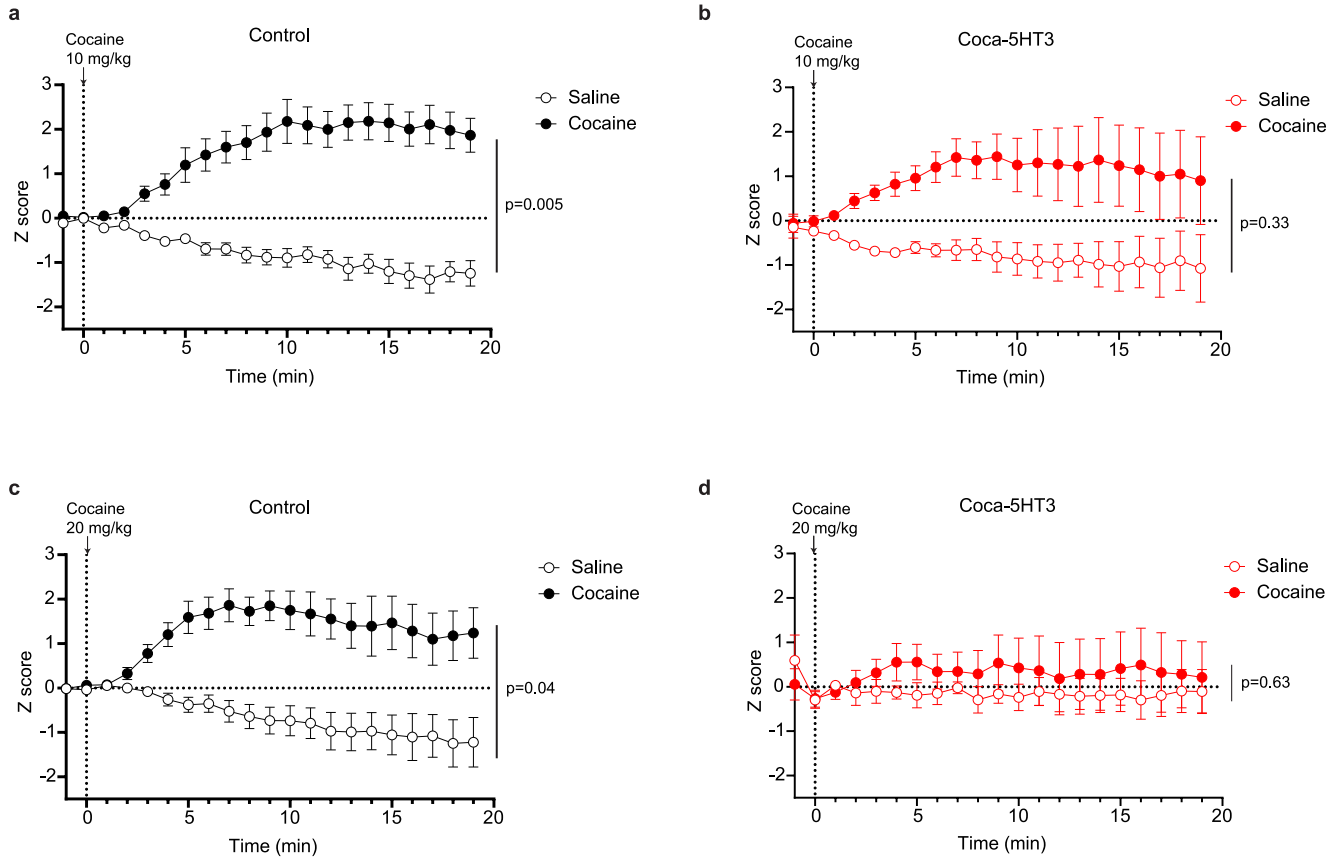 a
Control
Cocaine
10 mg/kg
3
2
1
0
-1
-2
Z score
0
5
10
15
20
Time (min)
Saline
Cocaine
p=0.005
b
Coca-5HT3
Cocaine
10 mg/kg
3
2
1
0
-1
-2
Z score
0
5
10
15
20
Time (min)
Saline
Cocaine
p=0.33
c
Control
Cocaine
20 mg/kg
3
2
1
0
-1
-2
Z score
0
5
10
15
20
Time (min)
Saline
Cocaine
p=0.04
d
Coca-5HT3
Cocaine
20 mg/kg
3
2
1
0
-1
-2
Z score
0
5
10
15
20
Time (min)
Saline
Cocaine
p=0.63